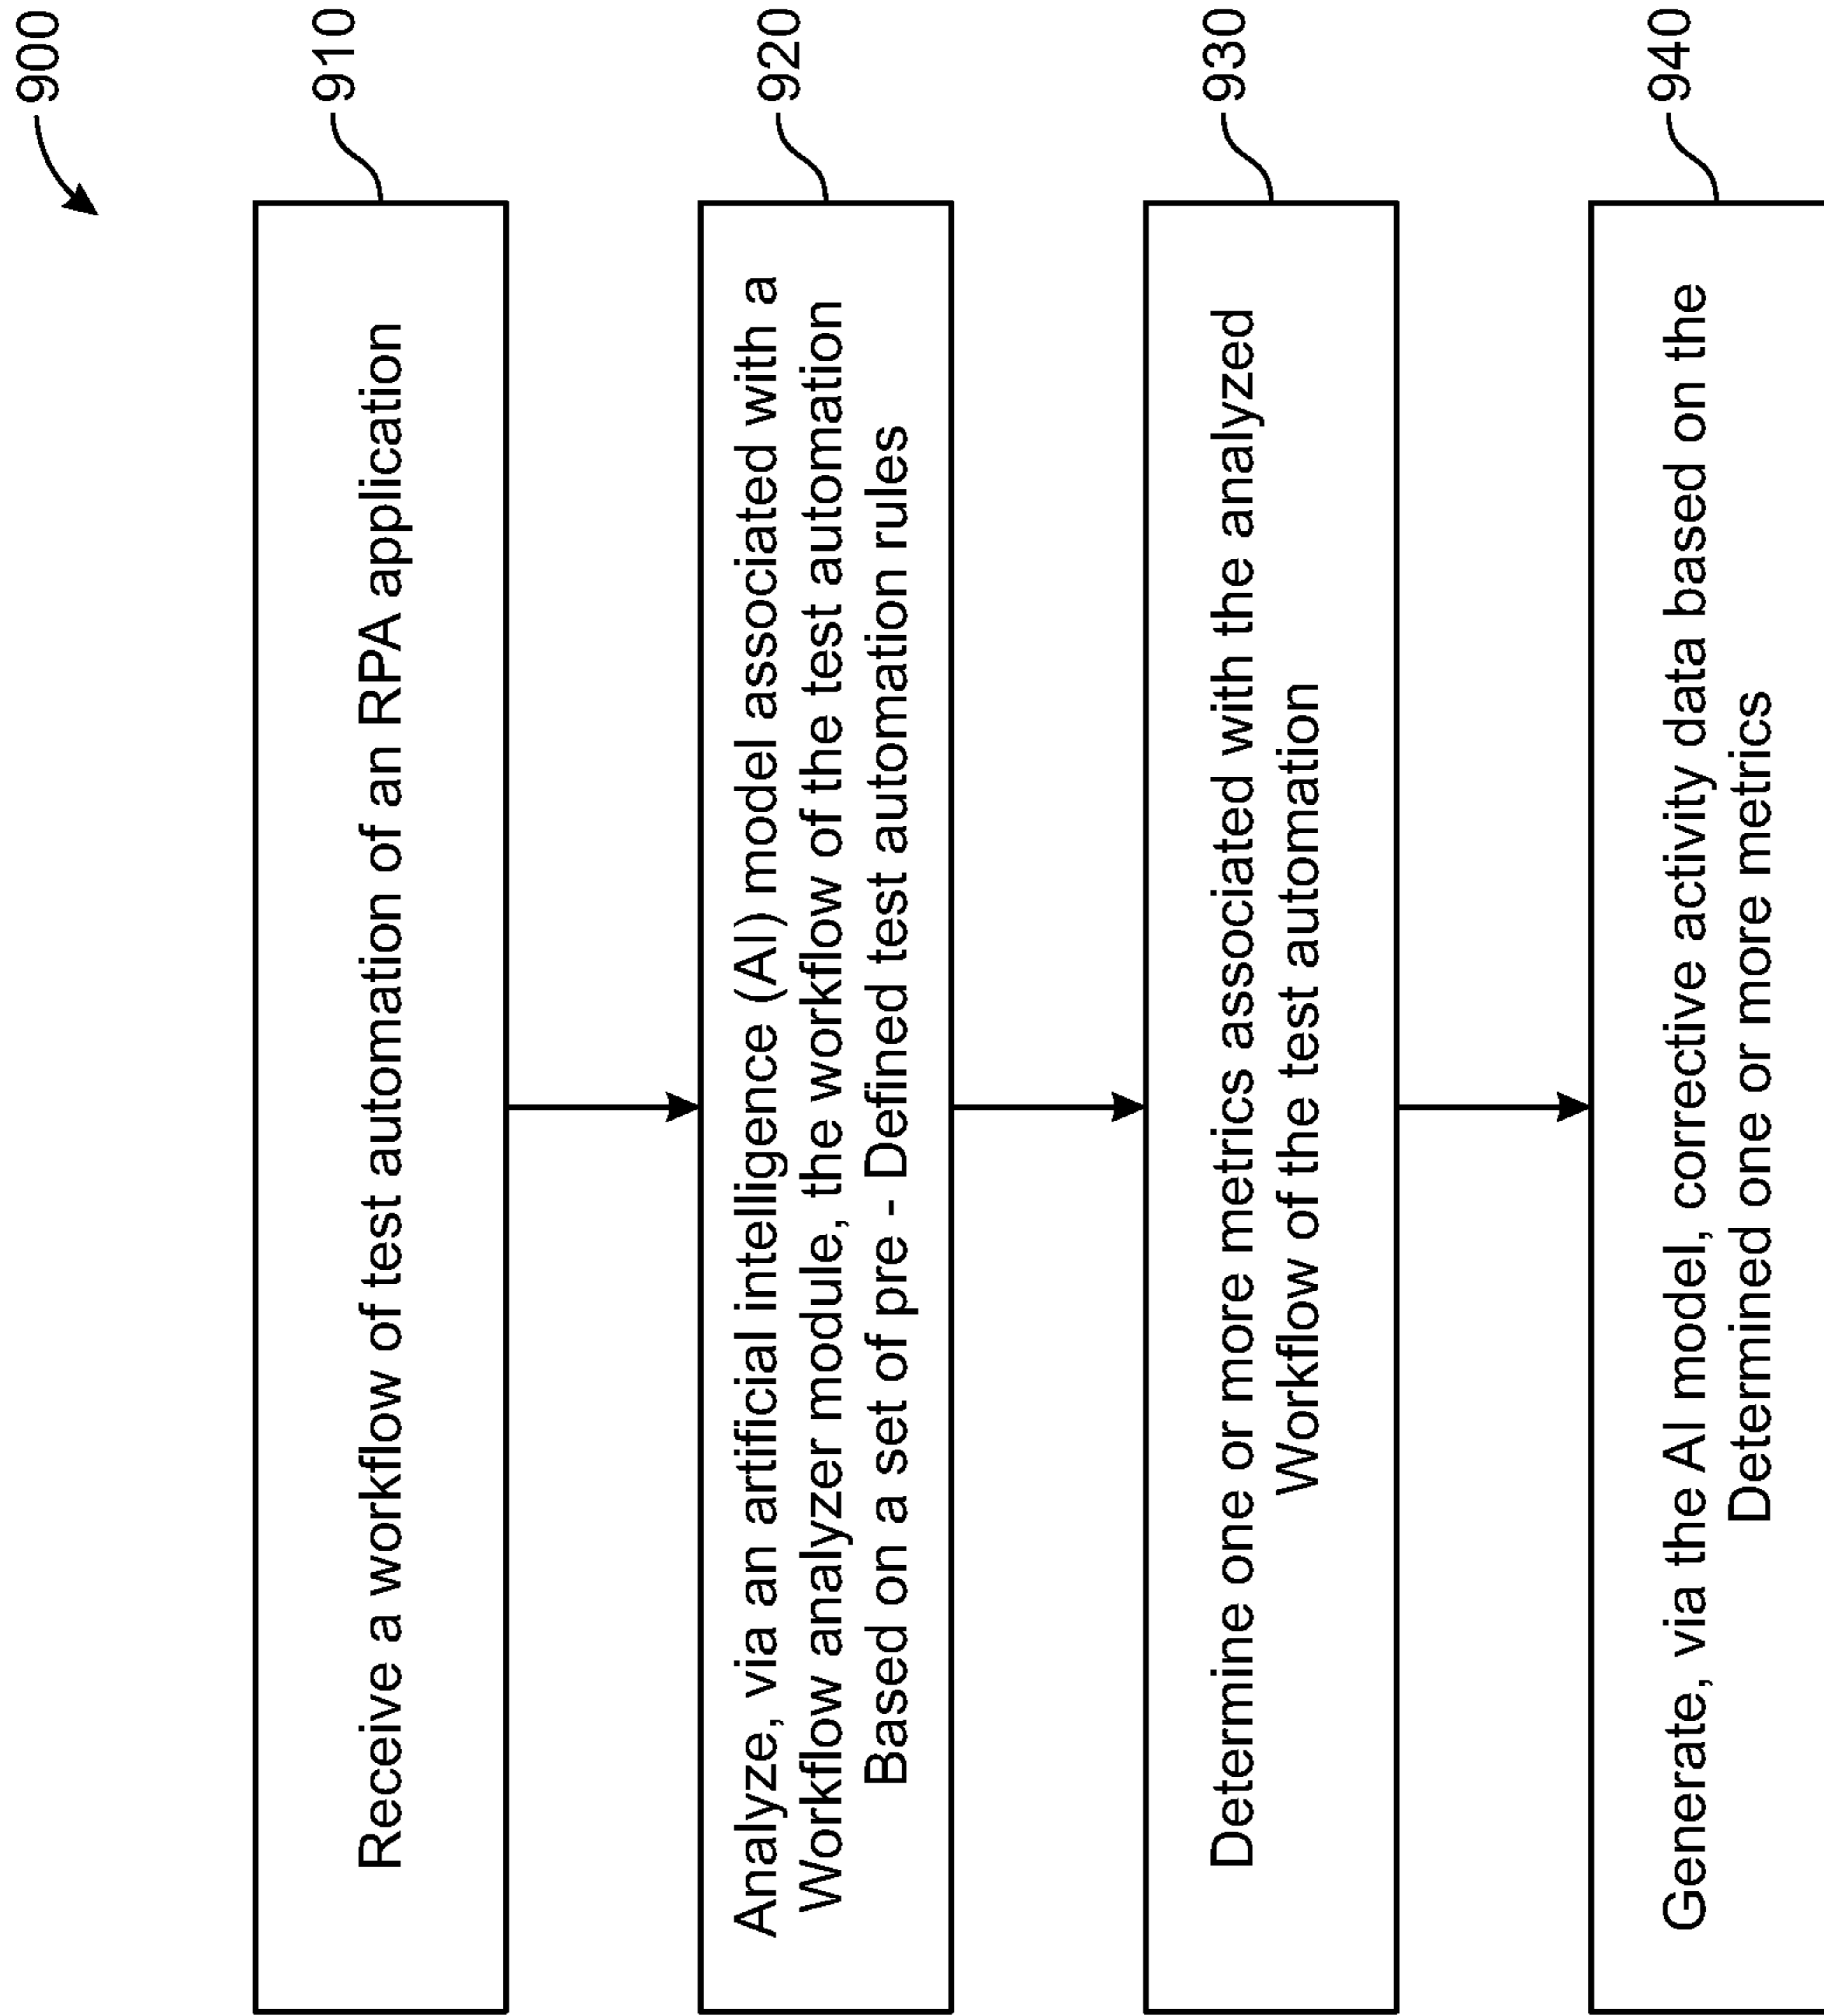 900
910
Receive a workflow of test automation of an RPA application
920
Analyze, via an artificial intelligence (AI) model associated with a
Workflow analyzer module, the workflow of the test automation
Based on a set of pre - Defined test automation rules
930
Determine one or more metrics associated with the analyzed
Workflow of the test automation
940
Generate, via the AI model, corrective activity data based on the
Determined one or more metrics